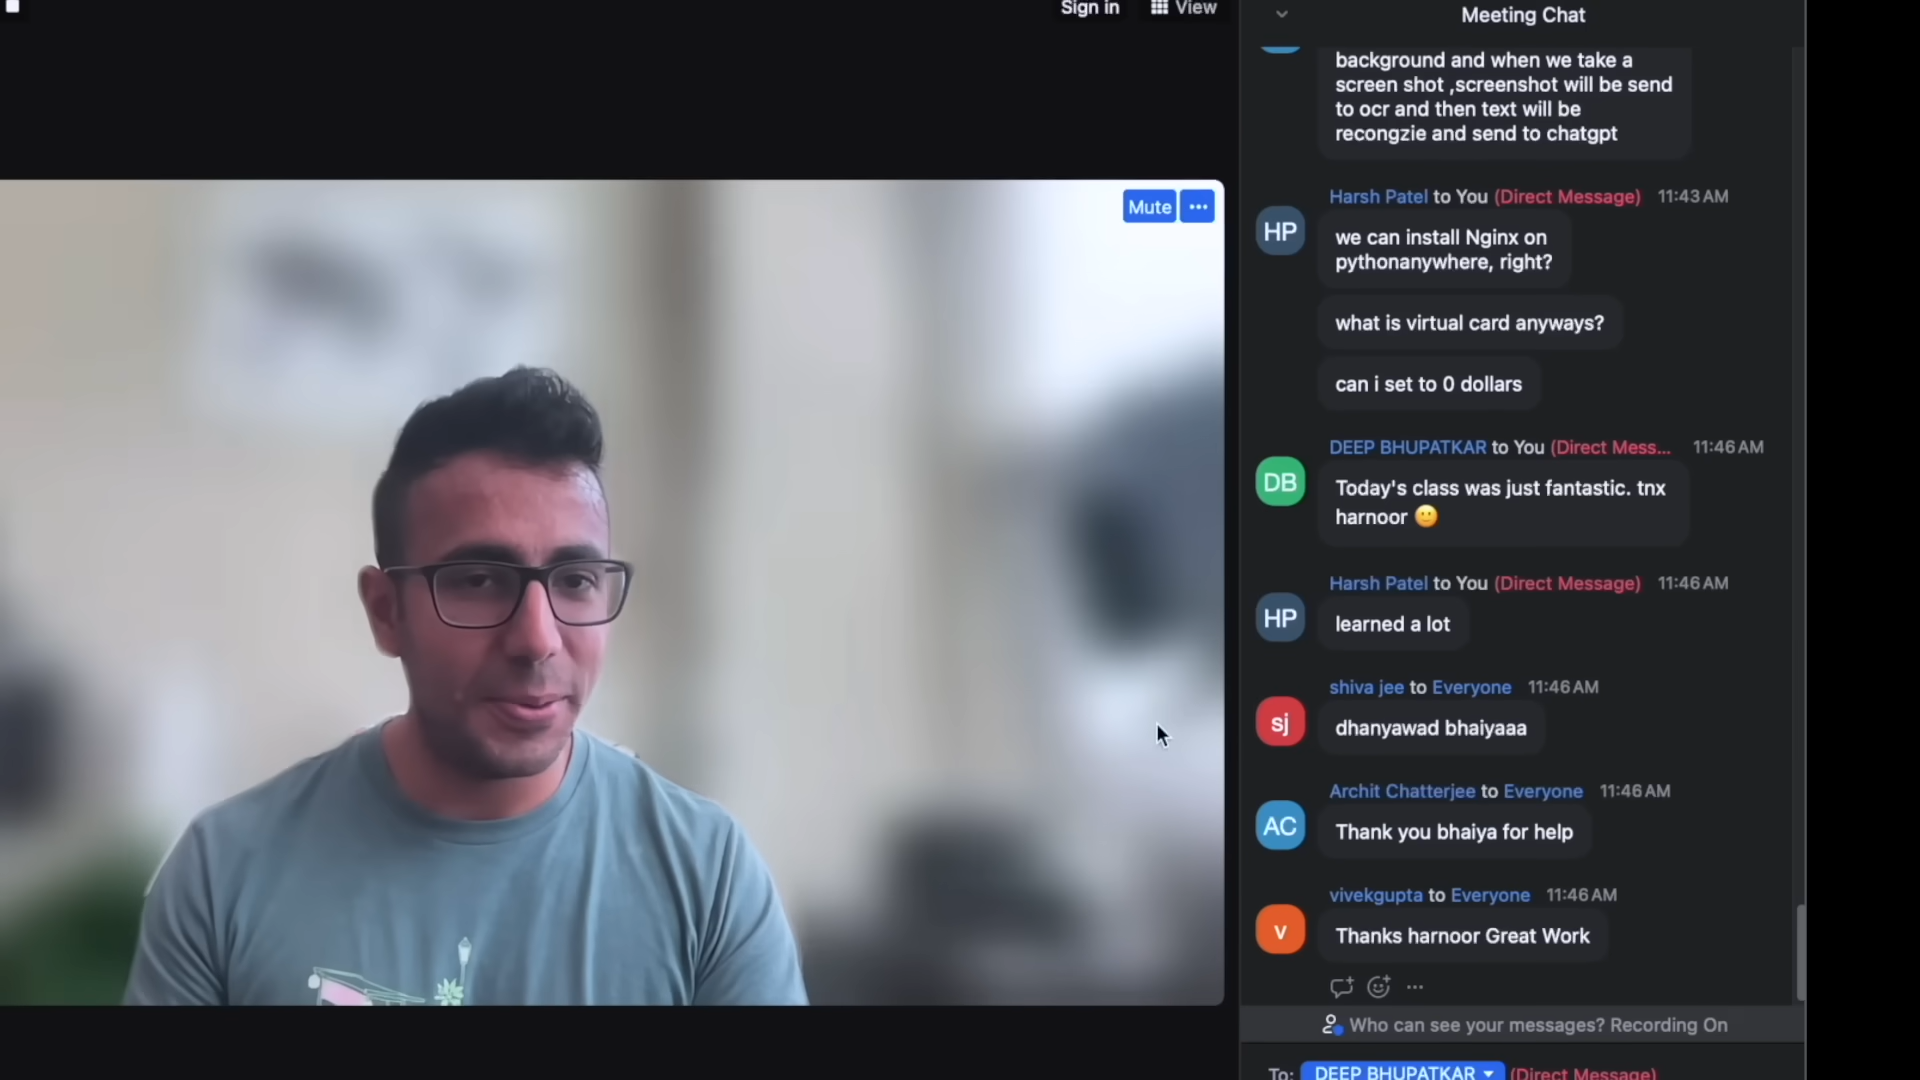 Sign in
View
Meeting Chat
background and when we take a
screen shot ,screenshot will be send
to ocr and then text will be
recongzie and send to chatgpt
Mute
Harsh Patel to You (Direct Message) 11:43 AM
HP
we can install Nginx on
pythonanywhere, right?
what is virtual card anyways?
can i set to 0 dollars
DEEP BHUPATKAR to You (Direct Mess... 11:46 AM
DB
Today's class was just fantastic. tnx
harnoor 🙂
Harsh Patel to You (Direct Message) 11:46 AM
HP
learned a lot
shiva jee to Everyone 11:46 AM
sj
dhanyawad bhaiyaaa
Archit Chatterjee to Everyone 11:46 AM
AC
Thank you bhaiya for help
vivekgupta to Everyone 11:46 AM
v
Thanks harnoor Great Work
Who can see your messages? Recording On
To: DEEP BHUPATKAR (Direct Message)